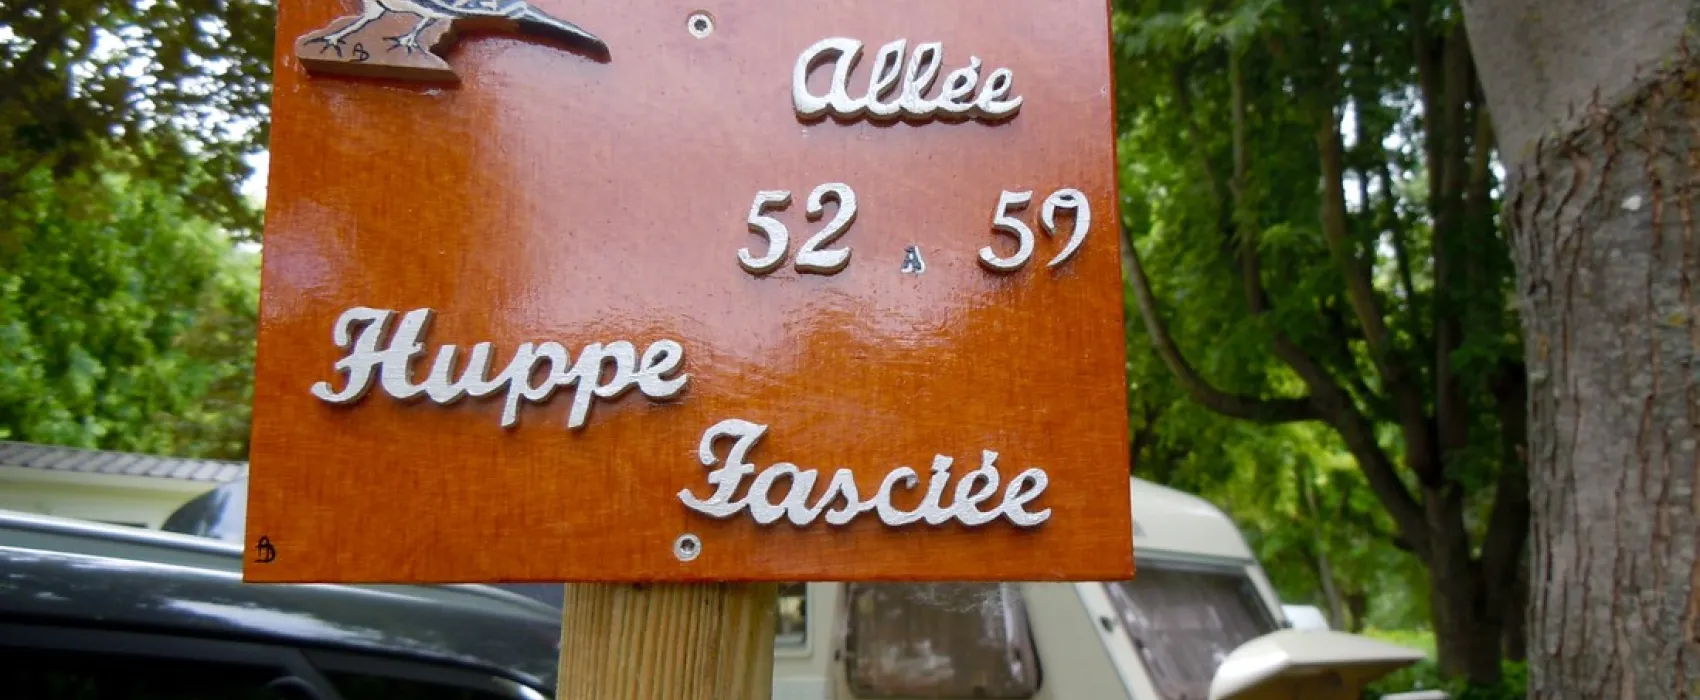 Allée
52 A 59
Huppe
Fasciée